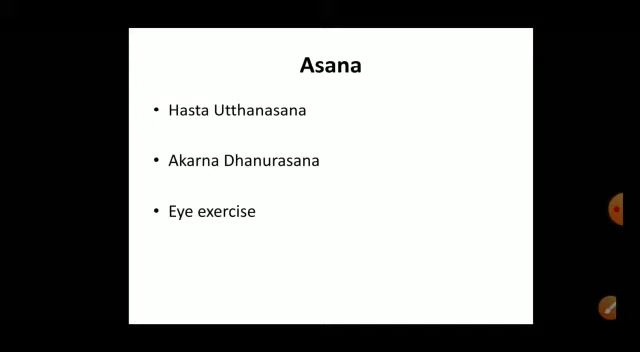 Asana
• Hasta Utthanasana
• Akarna Dhanurasana
• Eye exercise